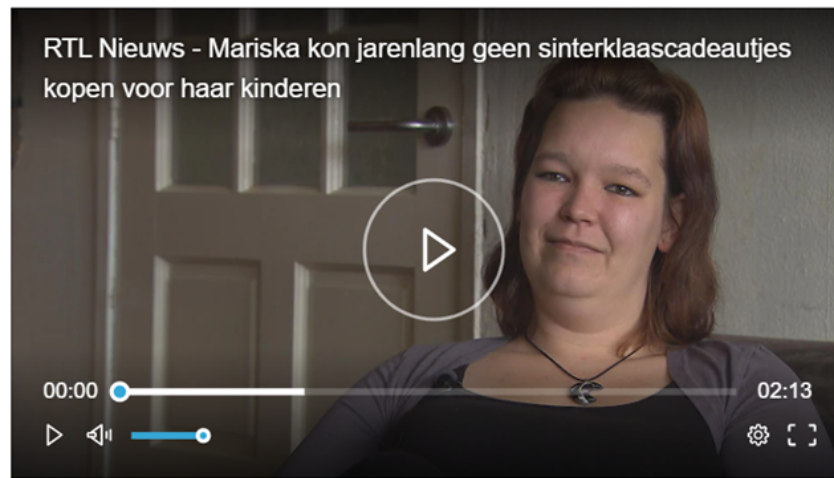 RTL Nieuws - Mariska kon jarenlang geen sinterklaascadeautjes
kopen voor haar kinderen
00:00 02:13